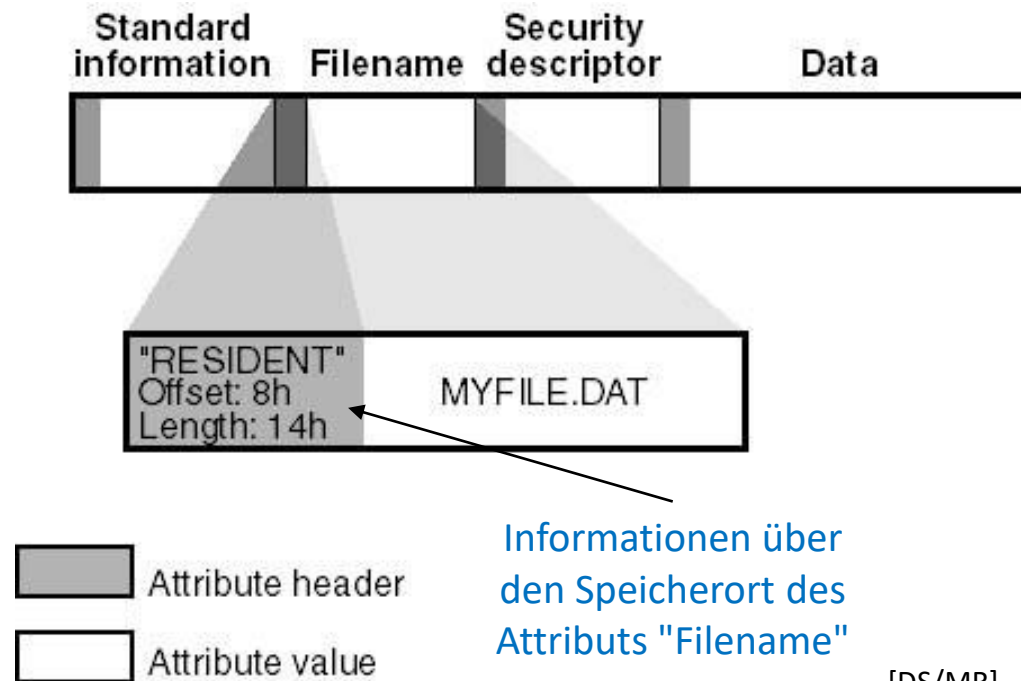 Standard
information
Filename
Security
descriptor
Data
"RESIDENT"
Offset: 8h
Length: 14h
MYFILE.DAT
Informationen über
den Speicherort des
Attributs "Filename"
Attribute header
Attribute value